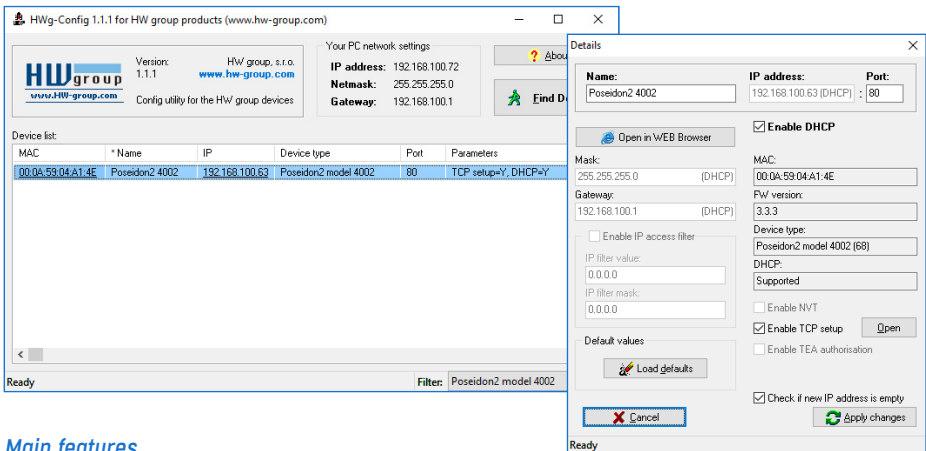 HWg-Config 1.1.1 for HW group products (www.hw-group.com)
HWgroup
www.HW-group.com
Version:
1.1.1
HW group, s.r.o.
www.hw-group.com
Config utility for the HW group devices
Your PC network settings
IP address: 192.168.100.72
Netmask: 255.255.255.0
Gateway: 192.168.100.1
? Abou
Find D
Device list:
MAC * Name IP Device type Port Parameters
00:0A:59:04:A1:4E Poseidon2 4002 192.168.100.63 Poseidon2 model 4002 80 TCP setup=Y, DHCP=Y
Ready
Filter: Poseidon2 model 4002
Details
Name: IP address: Port:
Poseidon2 4002 192.168.100.63 (DHCP) : 80
Open in WEB Browser
Enable DHCP
Mask:
255.255.255.0 (DHCP)
Gateway:
192.168.100.1 (DHCP)
Enable IP access filter
IP filter value:
0.0.0.0
IP filter mask:
0.0.0.0
Default values
Load defaults
Cancel
MAC:
00:0A:59:04:A1:4E
FW version:
3.3.3
Device type:
Poseidon2 model 4002 (68)
DHCP:
Supported
Enable NVT
Enable TCP setup Open
Enable TEA authorisation
Check if new IP address is empty
Apply changes
Ready
Main features